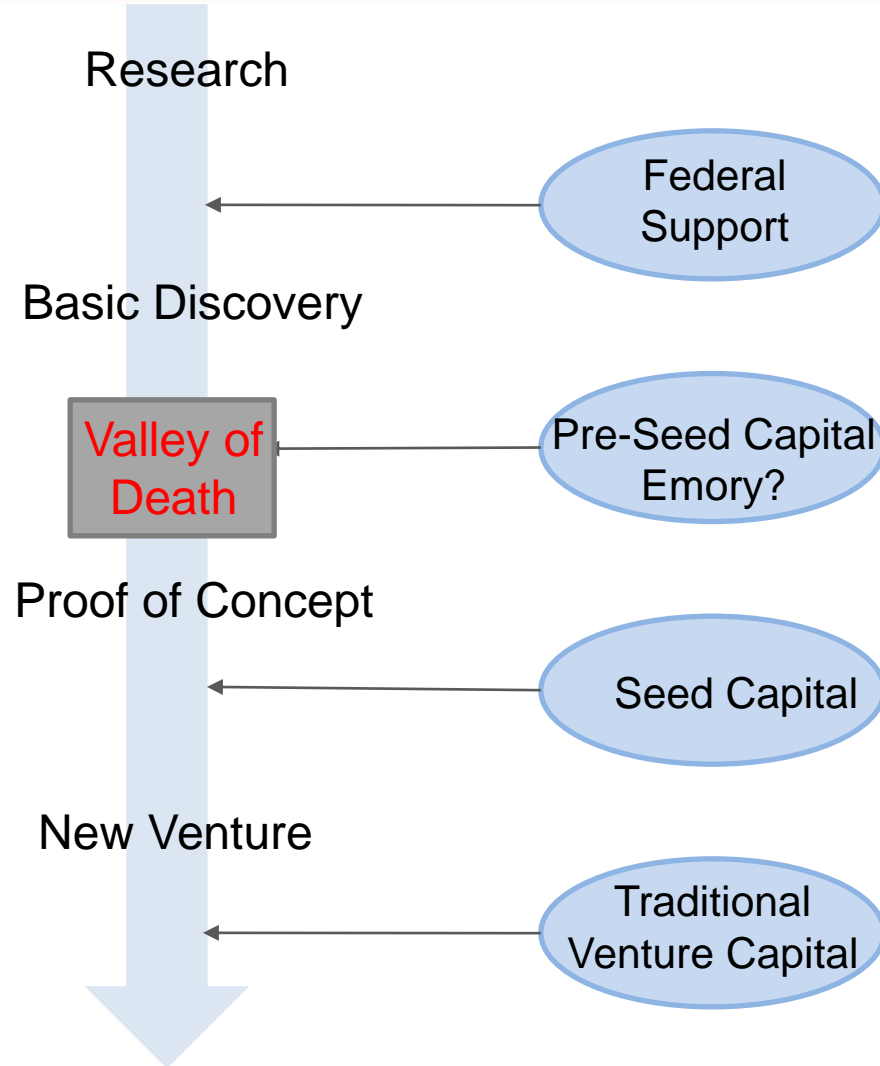 Research
Federal
Support
Basic Discovery
Valley of
Death
Pre-Seed Capital
Emory?
Proof of Concept
Seed Capital
New Venture
Traditional
Venture Capital